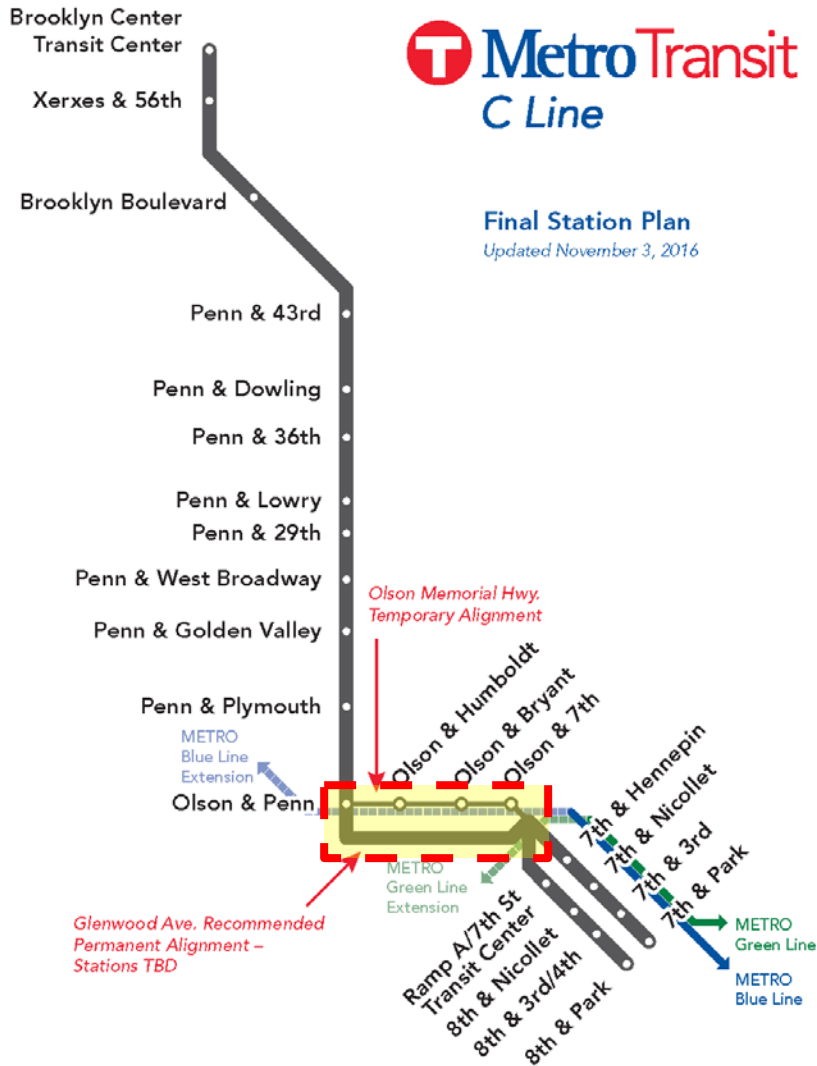 Brooklyn Center
Transit Center
T MetroTransit
C Line
Xerxes & 56th
Brooklyn Boulevard
Final Station Plan
Updated November 3, 2016
Penn & 43rd
Penn & Dowling
Penn & 36th
Penn & Lowry
Penn & 29th
Penn & West Broadway
Olson Memorial Hwy.
Temporary Alignment
Penn & Golden Valley
Penn & Plymouth
Olson & Humboldt
Olson & Bryant
Olson & 7th
METRO
Blue Line
Extension
Olson & Penn
7th & Hennepin
7th & Nicollet
7th & 3rd
7th & Park
METRO
Green Line
Extension
Glenwood Ave. Recommended
Permanent Alignment –
Stations TBD
Ramp A/7th St
Transit Center
8th & Nicollet
8th & 3rd/4th
8th & Park
METRO
Green Line
METRO
Blue Line